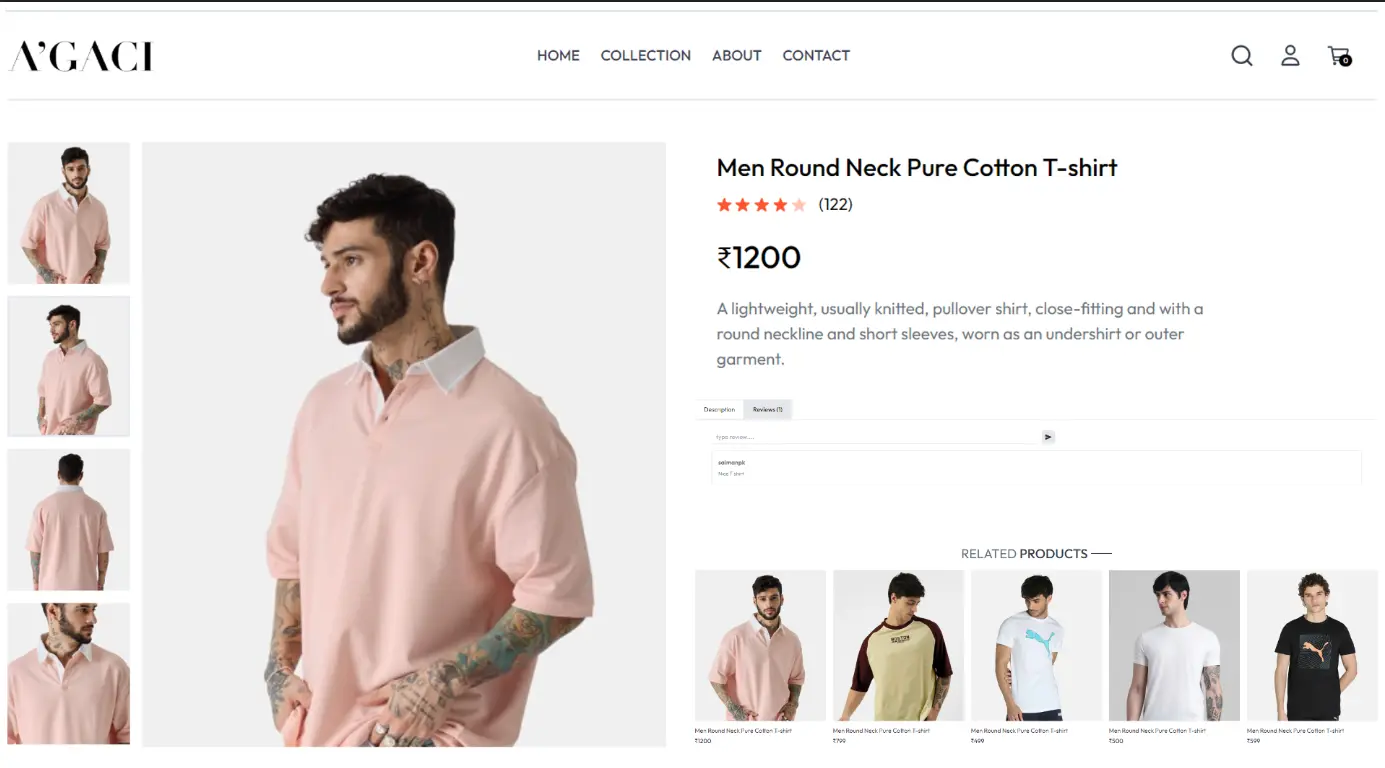 A'GACI
HOME COLLECTION ABOUT CONTACT
0
Men Round Neck Pure Cotton T-shirt
(122)
₹1200
A lightweight, usually knitted, pullover shirt, close-fitting and with a
round neckline and short sleeves, worn as an undershirt or outer
garment.
Description Reviews (1)
type review....
saimanpk
Nice T shirt
RELATED PRODUCTS
Men Round Neck Pure Cotton T-shirt
₹1200
Men Round Neck Pure Cotton T-shirt
₹799
Men Round Neck Pure Cotton T-shirt
₹499
Men Round Neck Pure Cotton T-shirt
₹500
Men Round Neck Pure Cotton T-shirt
₹599